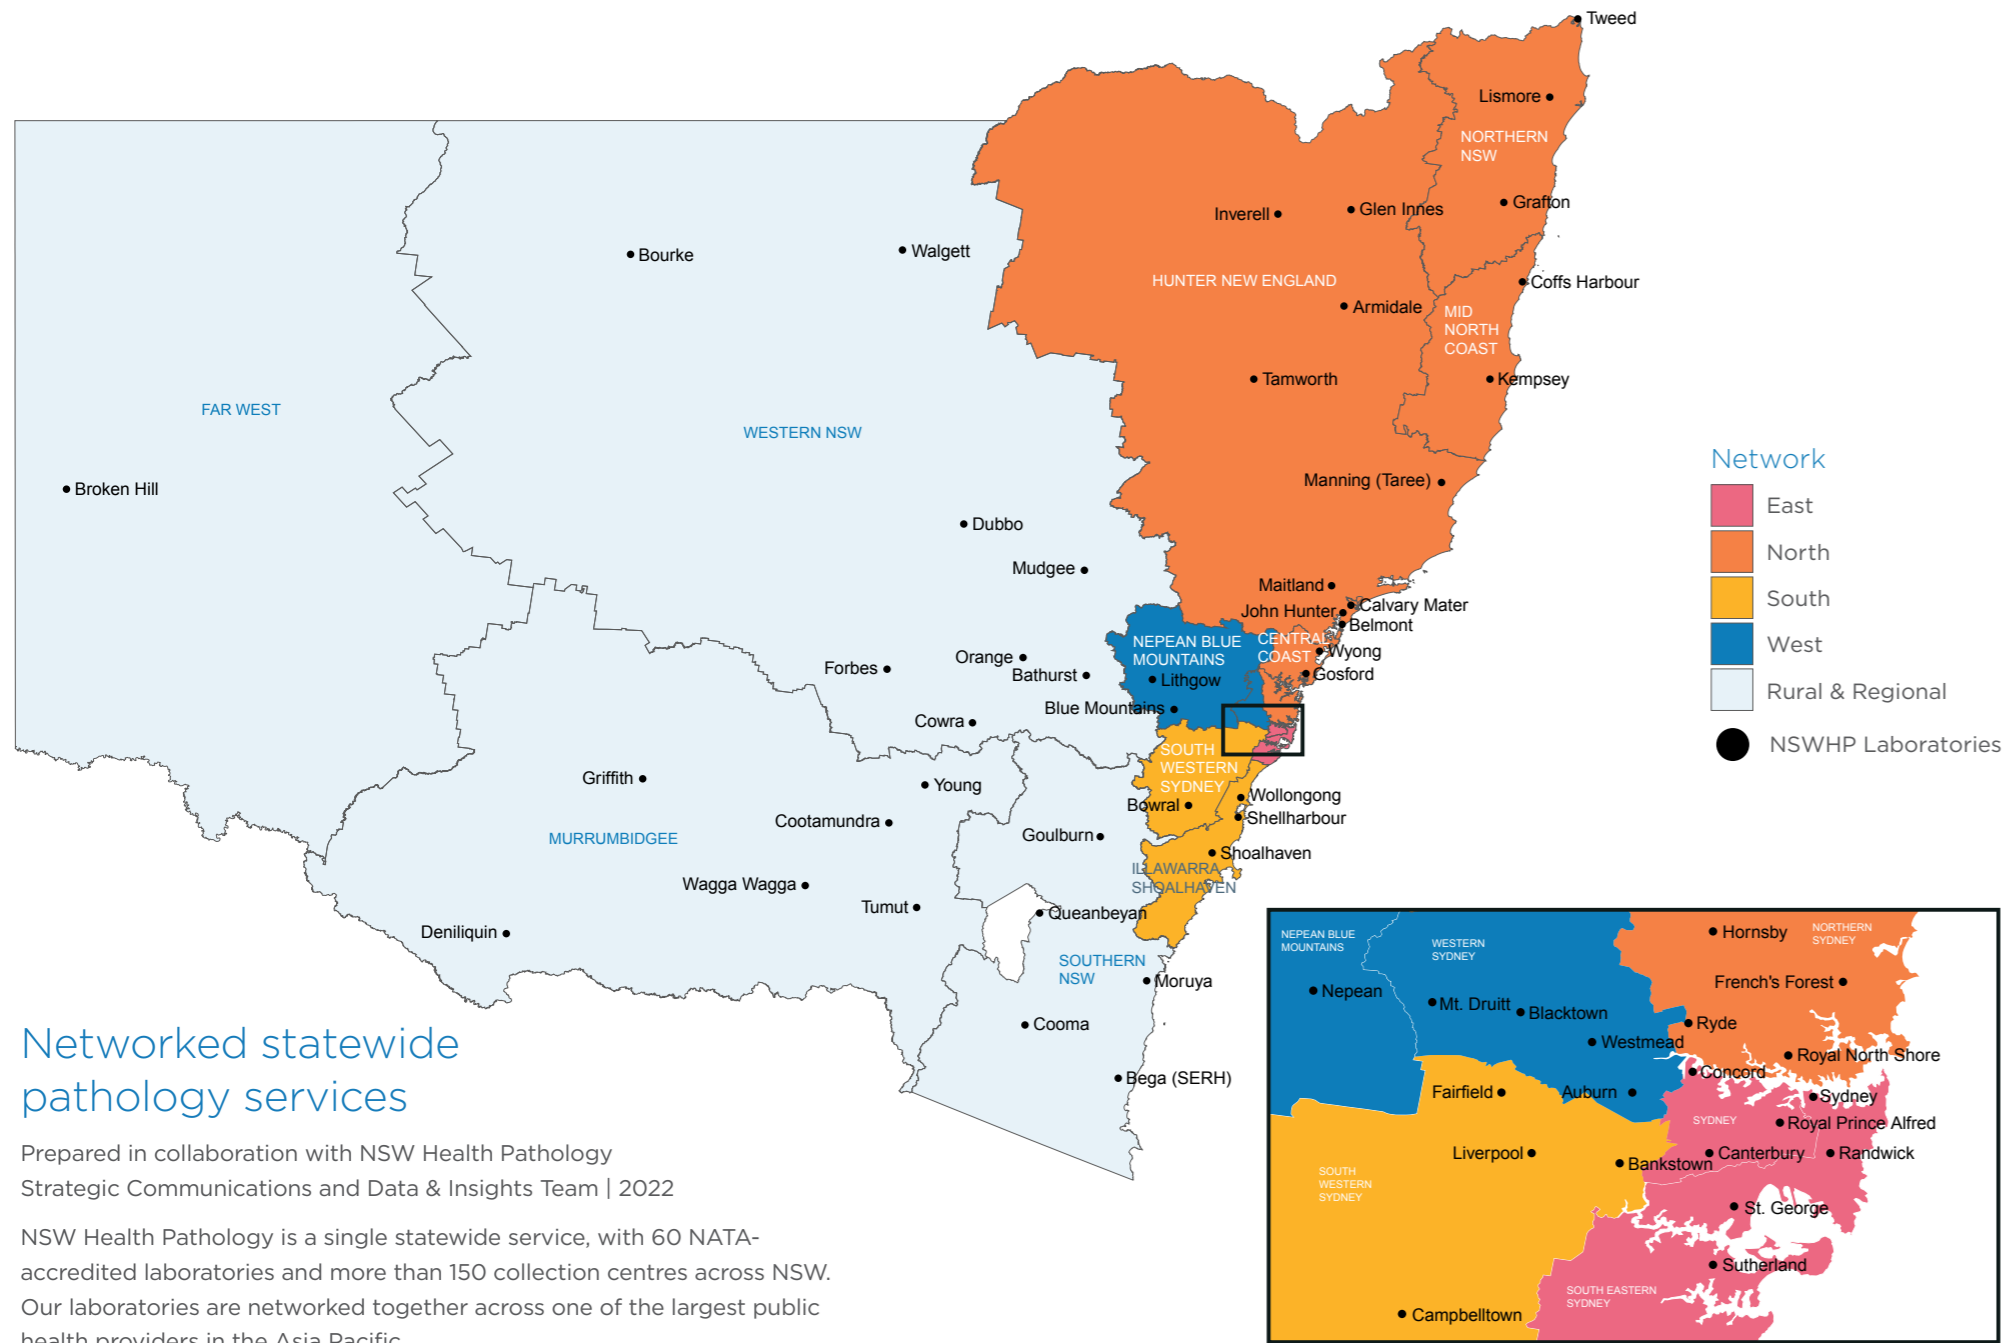 Tweed
Lismore
NORTHERN
NSW
Grafton
Inverell
Glen Innes
Bourke
Walgett
HUNTER NEW ENGLAND
Coffs Harbour
Armidale
MID
NORTH
COAST
Tamworth
Kempsey
FAR WEST
WESTERN NSW
Manning (Taree)
Broken Hill
Dubbo
Mudgee
Maitland
Calvary Mater
John Hunter
Belmont
NEPEAN BLUE
MOUNTAINS
CENTRAL
COAST
Wyong
Gosford
Lithgow
Orange
Forbes
Bathurst
Blue Mountains
Cowra
SOUTH
WESTERN
SYDNEY
Griffith
Young
Bowral
Wollongong
Shellharbour
Cootamundra
Goulburn
MURRUMBIDGEE
Shoalhaven
ILLAWARRA
SHOALHAVEN
Wagga Wagga
Tumut
Queanbeyan
Deniliquin
SOUTHERN
NSW
Moruya
Cooma
Bega (SERH)
Network
East
North
South
West
Rural & Regional
NSWHP Laboratories
NEPEAN BLUE
MOUNTAINS
WESTERN
SYDNEY
Hornsby
NORTHERN
SYDNEY
French's Forest
Nepean
Mt. Druitt
Blacktown
Ryde
Westmead
Royal North Shore
Concord
Fairfield
Auburn
Sydney
SYDNEY
Royal Prince Alfred
Liverpool
Bankstown
Canterbury
Randwick
SOUTH
WESTERN
SYDNEY
St. George
Sutherland
SOUTH EASTERN
SYDNEY
Campbelltown
Networked statewide
pathology services
Prepared in collaboration with NSW Health Pathology
Strategic Communications and Data & Insights Team | 2022
NSW Health Pathology is a single statewide service, with 60 NATA-
accredited laboratories and more than 150 collection centres across NSW.
Our laboratories are networked together across one of the largest public
health providers in the Asia Pacific